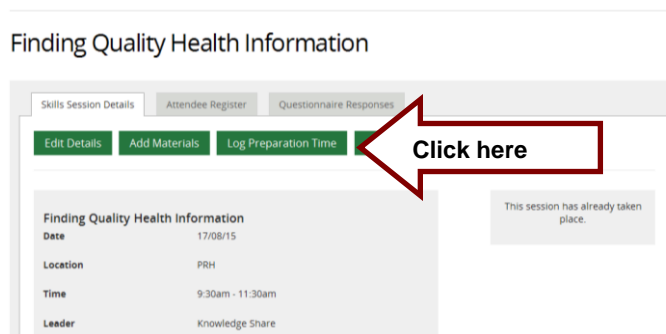 Finding Quality Health Information
Skills Session Details Attendee Register Questionnaire Responses
Edit Details Add Materials Log Preparation Time
Click here
Finding Quality Health Information
Date 17/08/15
Location PRH
Time 9:30am - 11:30am
Leader Knowledge Share
This session has already taken
place.